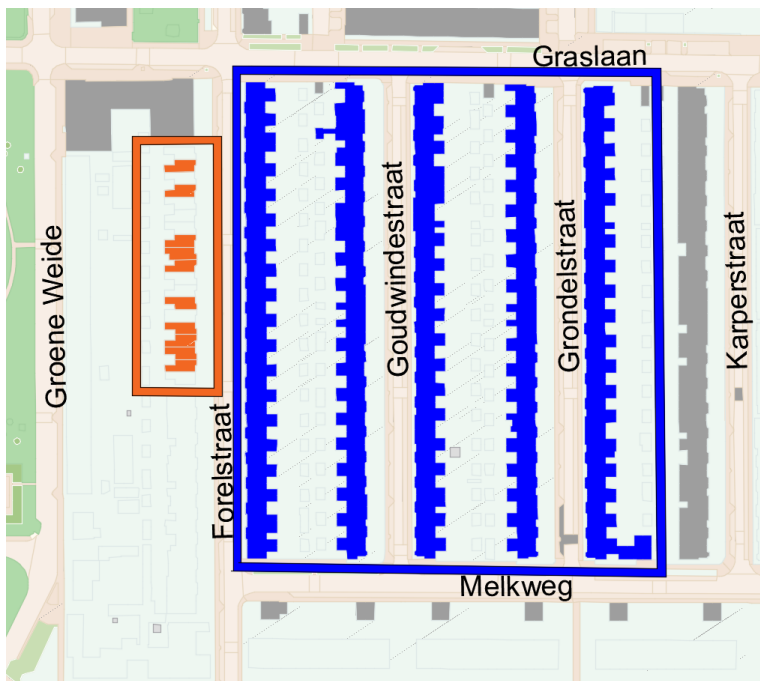 Graslaan
Groene Weide
Forelstraat
Goudwindestraat
Grondelstraat
Karperstraat
Melkweg